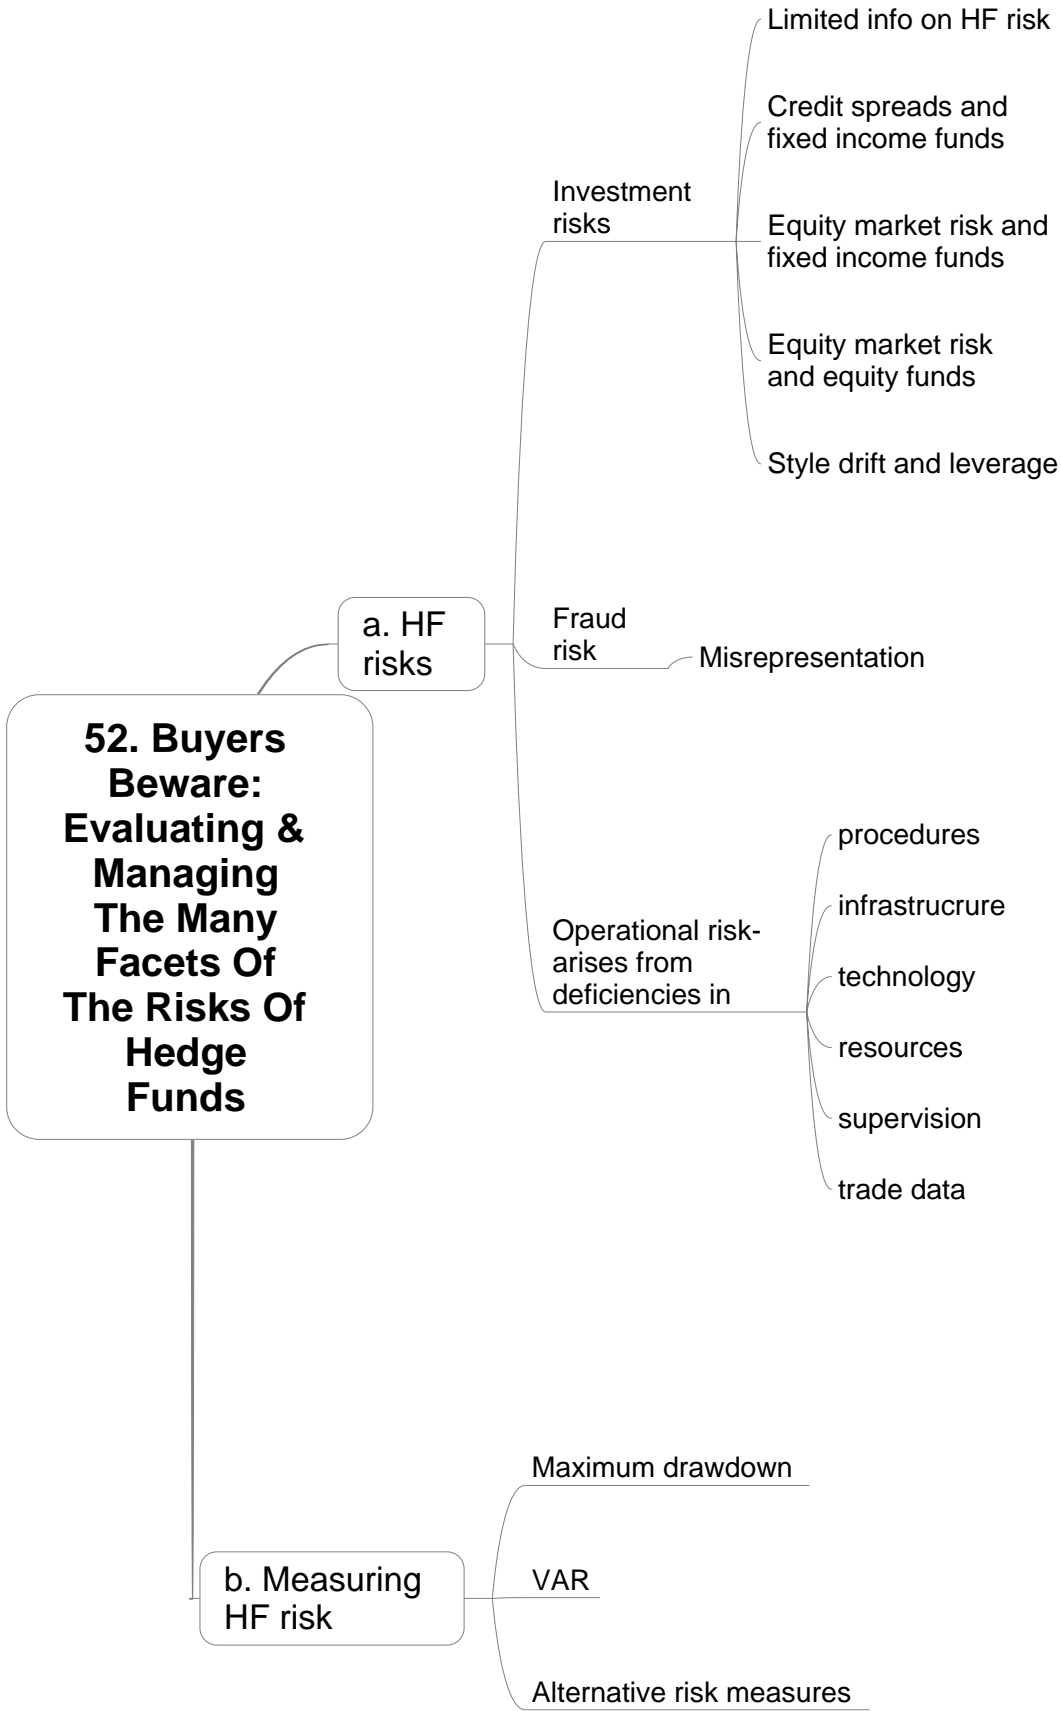 52. Buyers
Beware:
Evaluating &
Managing
The Many
Facets Of
The Risks Of
Hedge
Funds
a. HF
risks
Investment
risks
Limited info on HF risk
Credit spreads and
fixed income funds
Equity market risk and
fixed income funds
Equity market risk
and equity funds
Style drift and leverage
Fraud
risk
Misrepresentation
Operational risk-
arises from
deficiencies in
procedures
infrastrucrure
technology
resources
supervision
trade data
b. Measuring
HF risk
Maximum drawdown
VAR
Alternative risk measures